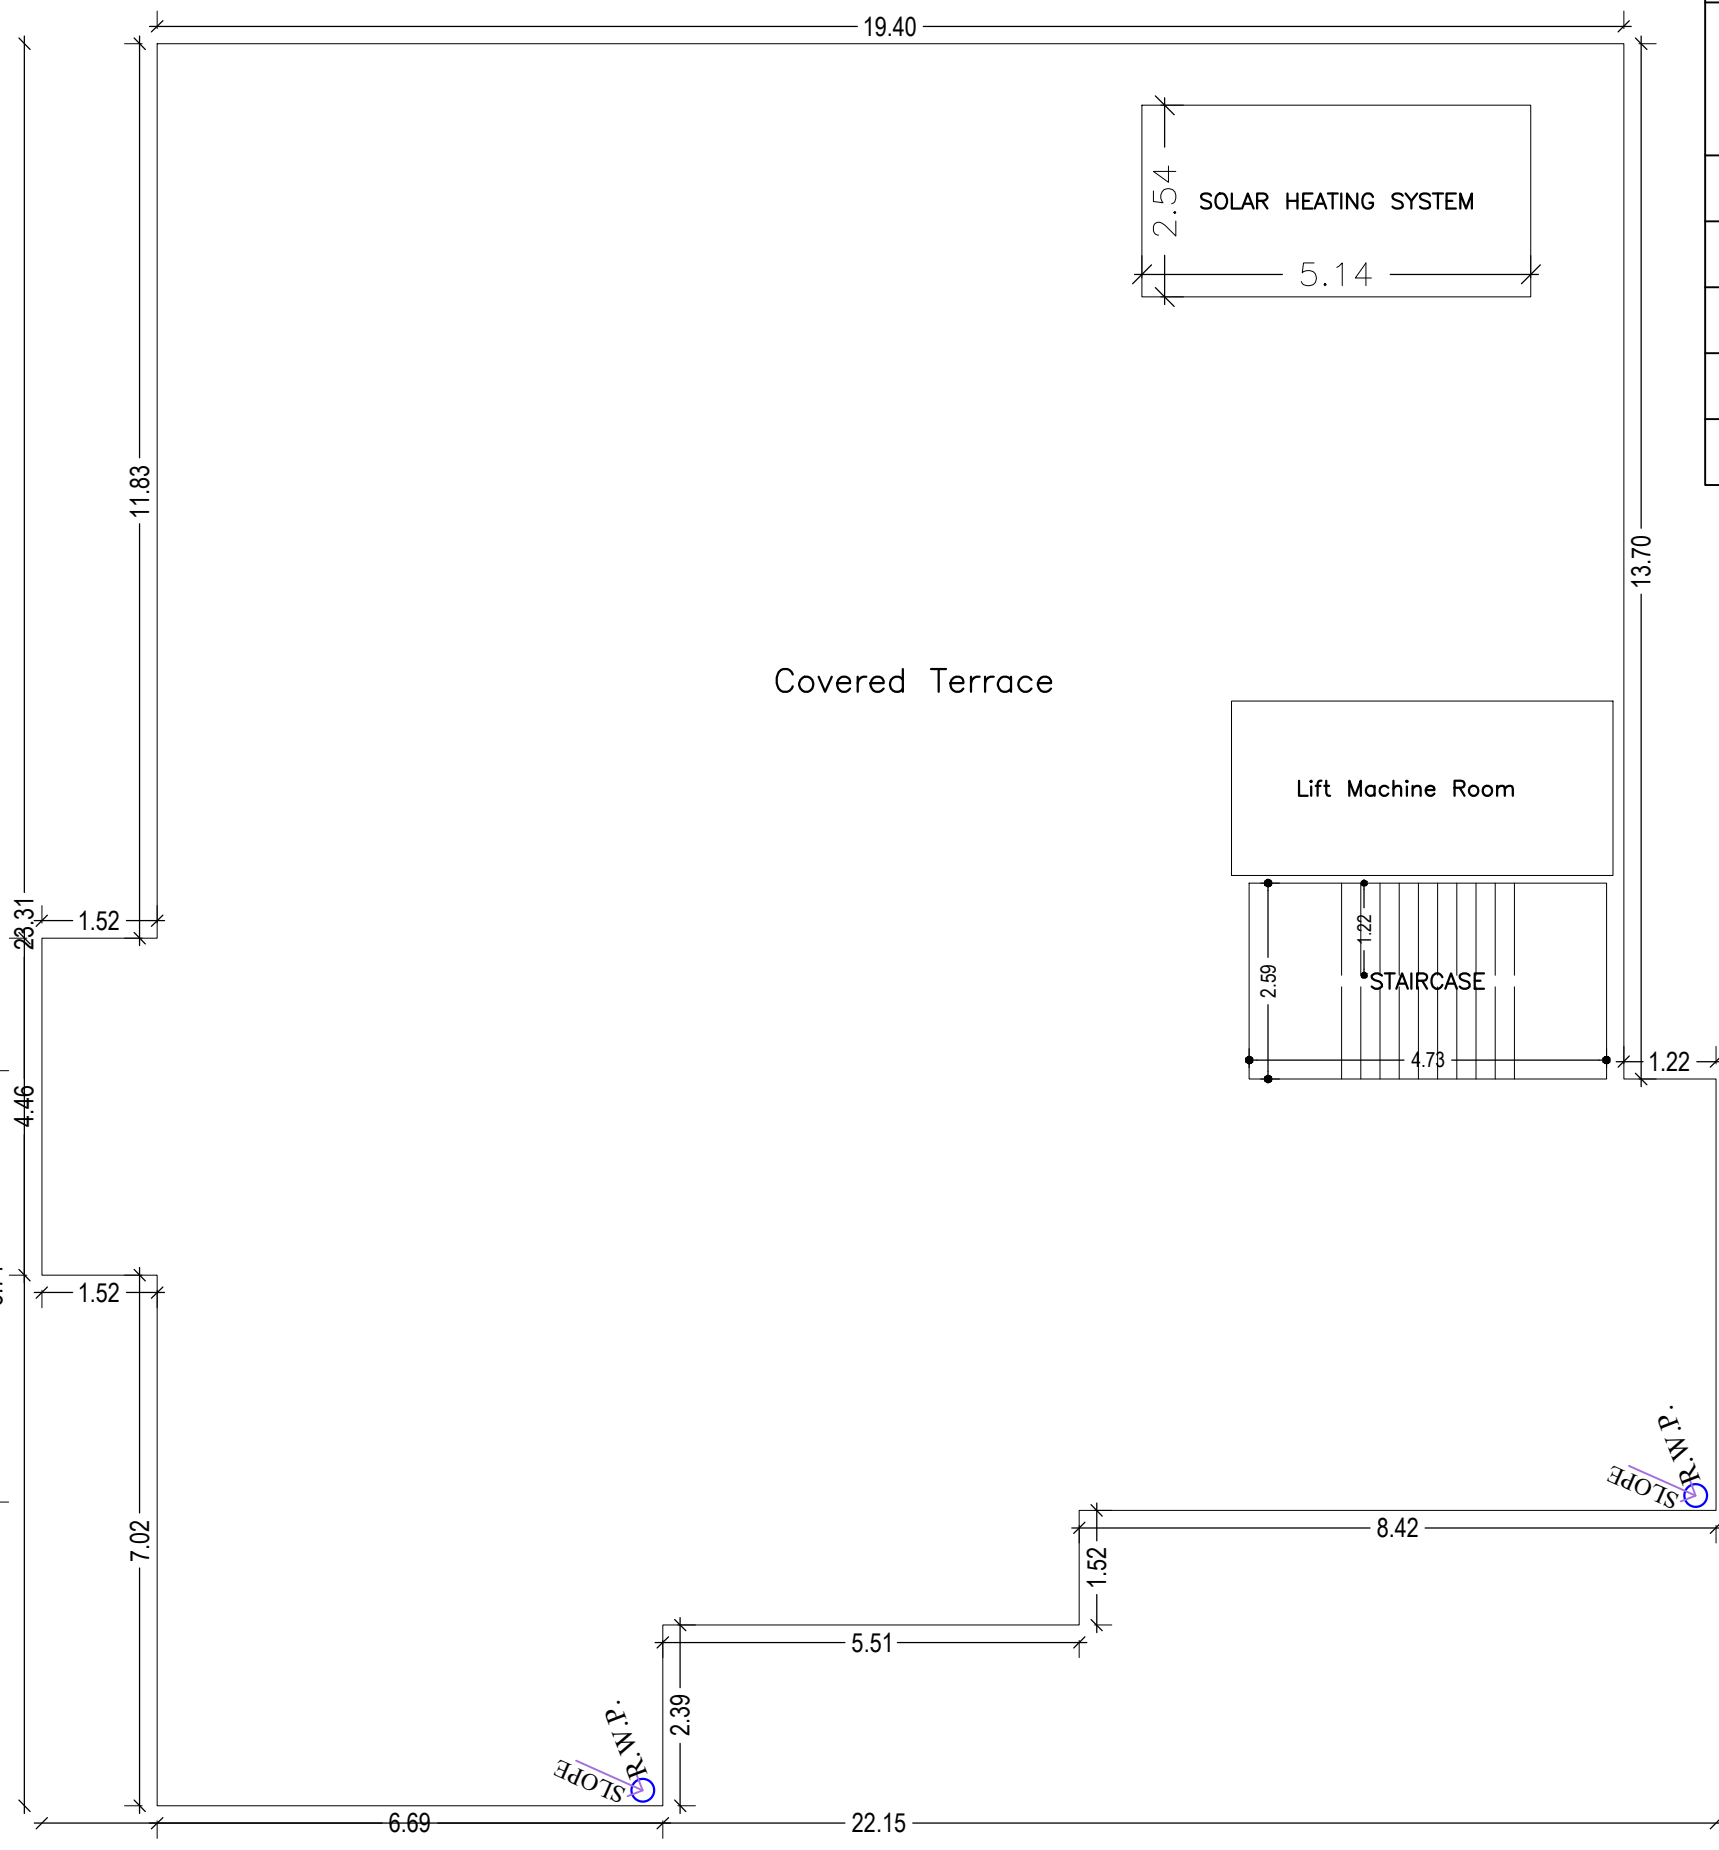 19.40
2.54
SOLAR HEATING SYSTEM
5.14
11.83
13.70
Covered Terrace
Lift Machine Room
23.31
1.52
1.22
2.59
STAIRCASE
4.73
1.22
4.46
1.52
R.W.P.
SLOPE
7.02
8.42
1.52
5.51
R.W.P.
SLOPE
2.39
6.69
22.15